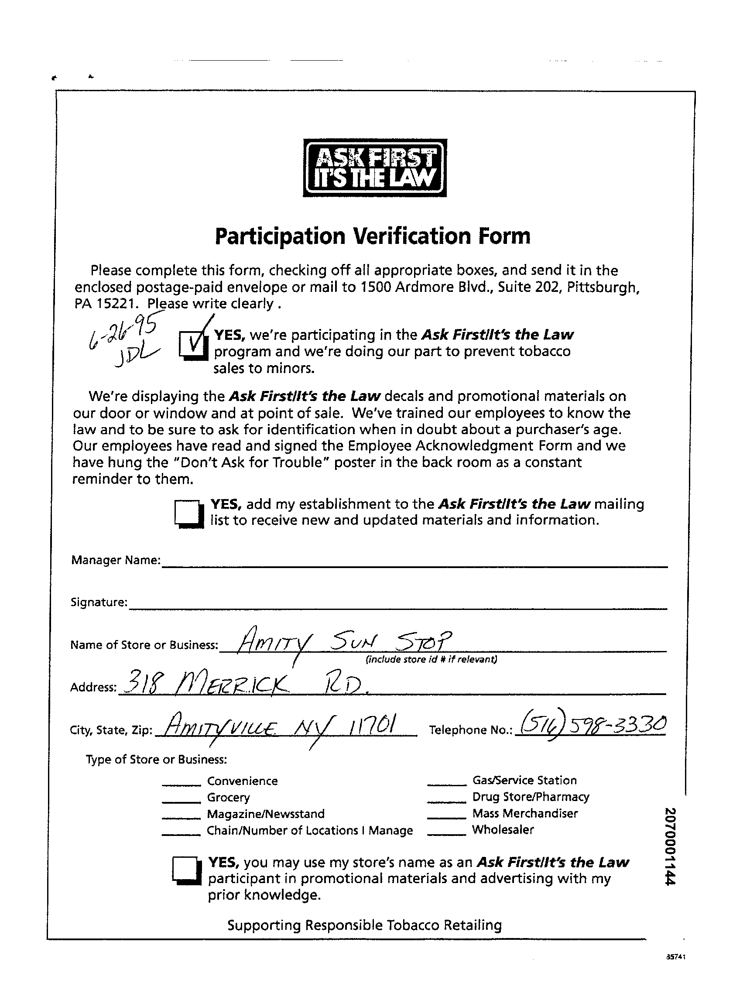 ASK FIRST
IT'S THE LAW
Participation Verification Form
Please complete this form, checking off all appropriate boxes, and send it in the
enclosed postage-paid envelope or mail to 1500 Ardmore Blvd., Suite 202, Pittsburgh,
PA 15221. Please write clearly .
6-26-95
JDL
YES, we're participating in the Ask First/It's the Law
program and we're doing our part to prevent tobacco
sales to minors.
We're displaying the Ask First/It's the Law decals and promotional materials on
our door or window and at point of sale. We've trained our employees to know the
law and to be sure to ask for identification when in doubt about a purchaser's age.
Our employees have read and signed the Employee Acknowledgment Form and we
have hung the "Don't Ask for Trouble" poster in the back room as a constant
reminder to them.
YES, add my establishment to the Ask First/It's the Law mailing
list to receive new and updated materials and information.
Manager Name:
Signature:
Name of Store or Business: AMITY SUN STOP
(include store id # if relevant)
Address: 318 MERRICK RD.
City, State, Zip: AMITYVILLE NY 11701 Telephone No.: (516) 598-3330
Type of Store or Business:
Convenience Gas/Service Station
Grocery Drug Store/Pharmacy
Magazine/Newsstand Mass Merchandiser
Chain/Number of Locations I Manage Wholesaler
YES, you may use my store's name as an Ask First/It's the Law
participant in promotional materials and advertising with my
prior knowledge.
Supporting Responsible Tobacco Retailing
2070001144
85741